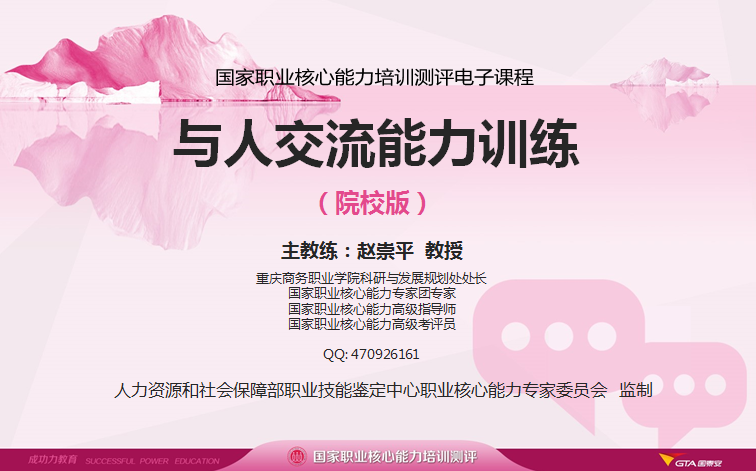 国家职业核心能力培训测评电子课程
与人交流能力训练
（院校版）
主教练：赵崇平 教授
重庆商务职业学院科研与发展规划处处长
国家职业核心能力专家团专家
国家职业核心能力高级指导师
国家职业核心能力高级考评员
QQ: 470926161
人力资源和社会保障部职业技能鉴定中心职业核心能力专家委员会 监制
成功力教育 SUCCESSFUL POWER EDUCATION
国家职业核心能力培训测评
GTA国泰安